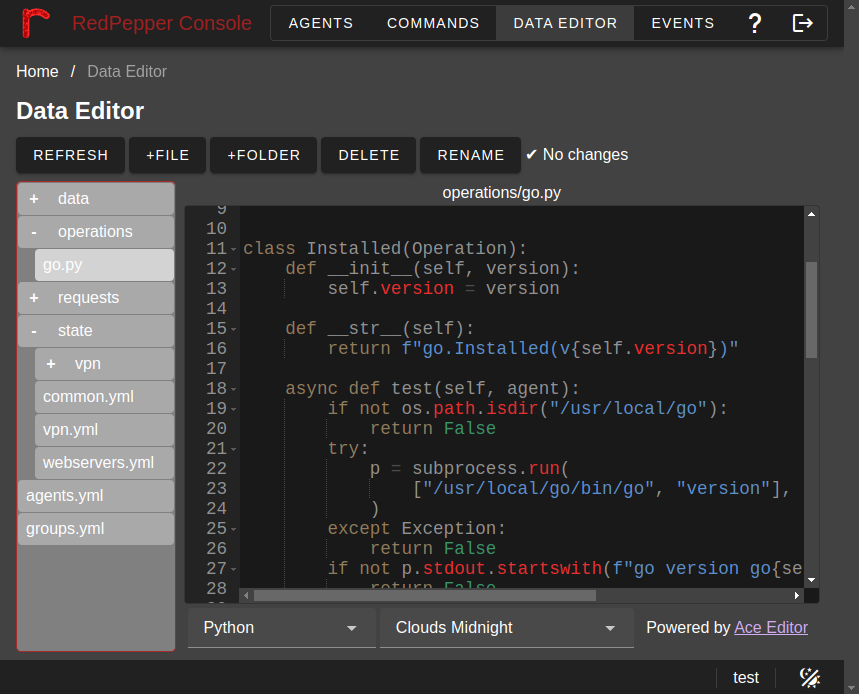 RedPepper Console AGENTS COMMANDS DATA EDITOR EVENTS ?
Home / Data Editor
Data Editor
REFRESH +FILE +FOLDER DELETE RENAME ✔ No changes
+ data
- operations
go.py
+ requests
- state
+ vpn
common.yml
vpn.yml
webservers.yml
agents.yml
groups.yml
operations/go.py
9
10
11 class Installed(Operation):
12     def __init__(self, version):
13         self.version = version
14
15     def __str__(self):
16         return f"go.Installed(v{self.version})"
17
18     async def test(self, agent):
19         if not os.path.isdir("/usr/local/go"):
20             return False
21         try:
22             p = subprocess.run(
23                 ["/usr/local/go/bin/go", "version"],
24             )
25         except Exception:
26             return False
27         if not p.stdout.startswith(f"go version go{se
28             return False
Python Clouds Midnight Powered by Ace Editor
test